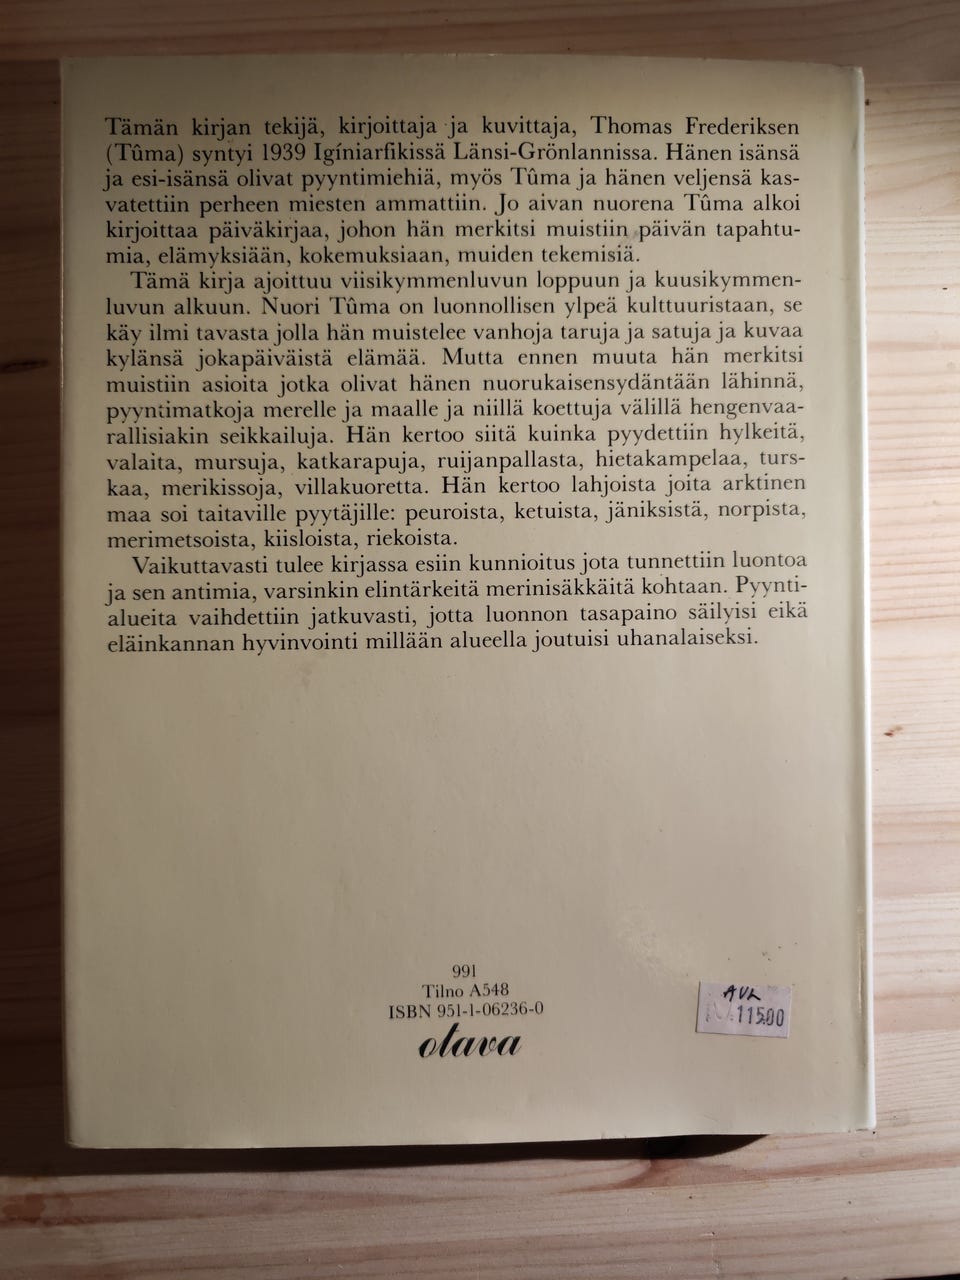 Tämän kirjan tekijä, kirjoittaja ja kuvittaja, Thomas Frederiksen
(Tûma) syntyi 1939 Igíniarfikissä Länsi-Grönlannissa. Hänen isänsä
ja esi-isänsä olivat pyyntimiehiä, myös Tûma ja hänen veljensä kas-
vatettiin perheen miesten ammattiin. Jo aivan nuorena Tûma alkoi
kirjoittaa päiväkirjaa, johon hän merkitsi muistiin päivän tapahtu-
mia, elämyksiään, kokemuksiaan, muiden tekemisiä.
Tämä kirja ajoittuu viisikymmenluvun loppuun ja kuusikymmen-
luvun alkuun. Nuori Tûma on luonnollisen ylpeä kulttuuristaan, se
käy ilmi tavasta jolla hän muistelee vanhoja taruja ja satuja ja kuvaa
kylänsä jokapäiväistä elämää. Mutta ennen muuta hän merkitsi
muistiin asioita jotka olivat hänen nuorukaisensydäntään lähinnä,
pyyntimatkoja merelle ja maalle ja niillä koettuja välillä hengenvaa-
rallisiakin seikkailuja. Hän kertoo siitä kuinka pyydettiin hylkeitä,
valaita, mursuja, katkarapuja, ruijanpallasta, hietakampelaa, turs-
kaa, merikissoja, villakuoretta. Hän kertoo lahjoista joita arktinen
maa soi taitaville pyytäjille: peuroista, ketuista, jäniksistä, norpista,
merimetsoista, kiisloista, riekoista.
Vaikuttavasti tulee kirjassa esiin kunnioitus jota tunnettiin luontoa
ja sen antimia, varsinkin elintärkeitä merinisäkkäitä kohtaan. Pyynti-
alueita vaihdettiin jatkuvasti, jotta luonnon tasapaino säilyisi eikä
eläinkannan hyvinvointi millään alueella joutuisi uhanalaiseksi.
991
Tilno A548
ISBN 951-1-06236-0
otava
AVK
115.00